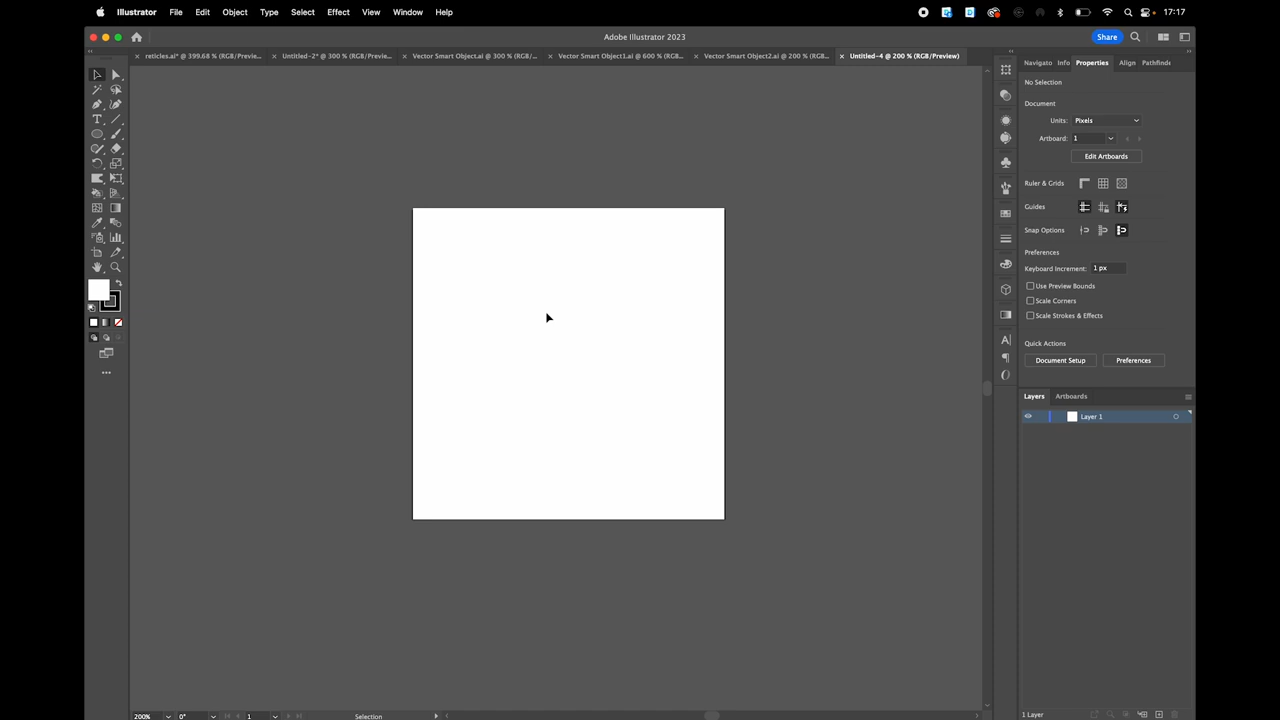 Illustrator File Edit Object Type Select Effect View Window Help 17:17
Adobe Illustrator 2023 Share
reticles.ai* @ 399.68 % (RGB/Previe... Untitled-2* @ 300 % (RGB/Previe... Vector Smart Object.ai @ 300 % (RGB/... Vector Smart Object1.ai @ 600 % (RGB... Vector Smart Object2.ai @ 200 % (RGB... Untitled-4 @ 200 % (RGB/Preview)
Navigato Info Properties Align Pathfinde
No Selection
Document
Units: Pixels
Artboard: 1
Edit Artboards
Ruler & Grids
Guides
Snap Options
Preferences
Keyboard Increment: 1 px
Use Preview Bounds
Scale Corners
Scale Strokes & Effects
Quick Actions
Document Setup Preferences
Layers Artboards
Layer 1
200% 0° 1 Selection 1 Layer